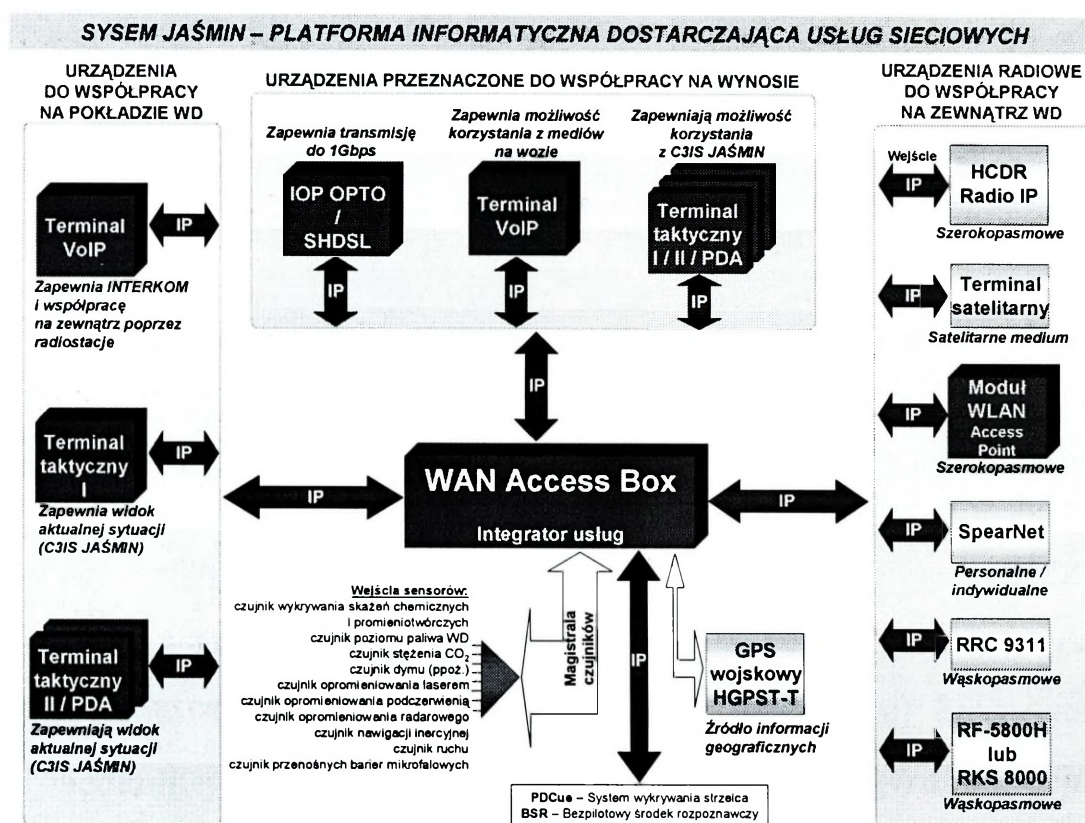 SYSEM JAŚMIN – PLATFORMA INFORMATYCZNA DOSTARCZAJĄCA USŁUG SIECIOWYCH
URZĄDZENIA
DO WSPÓŁPRACY
NA POKŁADZIE WD
Terminal
VoIP
IP
Zapewnia INTERKOM
i współpracę
na zewnątrz poprzez
radiostacje
Terminal
taktyczny
I
IP
Zapewnia widok
aktualnej sytuacji
(C3IS JAŚMIN)
Terminal
taktyczny
II / PDA
IP
Zapewniają widok
aktualnej sytuacji
(C3IS JAŚMIN)
URZĄDZENIA PRZEZNACZONE DO WSPÓŁPRACY NA WYNOSIE
Zapewnia transmisję
do 1Gbps
IOP OPTO
/
SHDSL
IP
Zapewnia możliwość
korzystania z mediów
na wozie
Terminal
VoIP
IP
Zapewniają możliwość
korzystania
z C3IS JAŚMIN
Terminal
taktyczny
I / II / PDA
IP
IP
IP
WAN Access Box
Integrator usług
IP
Wejścia sensorów:
czujnik wykrywania skażeń chemicznych
i promieniotwórczych
czujnik poziomu paliwa WD
czujnik stężenia CO2
czujnik dymu (ppoż.)
czujnik opromieniowania laserem
czujnik opromieniowania podczerwienią
czujnik opromieniowania radarowego
czujnik nawigacji inercyjnej
czujnik ruchu
czujnik przenośnych barier mikrofalowych
Magistrala
czujników
IP
GPS
wojskowy
HGPST-T
Źródło informacji
geograficznych
PDCue – System wykrywania strzelca
BSR – Bezpilotowy środek rozpoznawczy
URZĄDZENIA RADIOWE
DO WSPÓŁPRACY
NA ZEWNĄTRZ WD
Wejście
IP
HCDR
Radio IP
Szerokopasmowe
IP
Terminal
satelitarny
Satelitarne medium
IP
Moduł
WLAN
Access
Point
Szerokopasmowe
IP
SpearNet
Personalne /
indywidualne
IP
RRC 9311
Wąskopasmowe
IP
RF-5800H
lub
RKS 8000
Wąskopasmowe